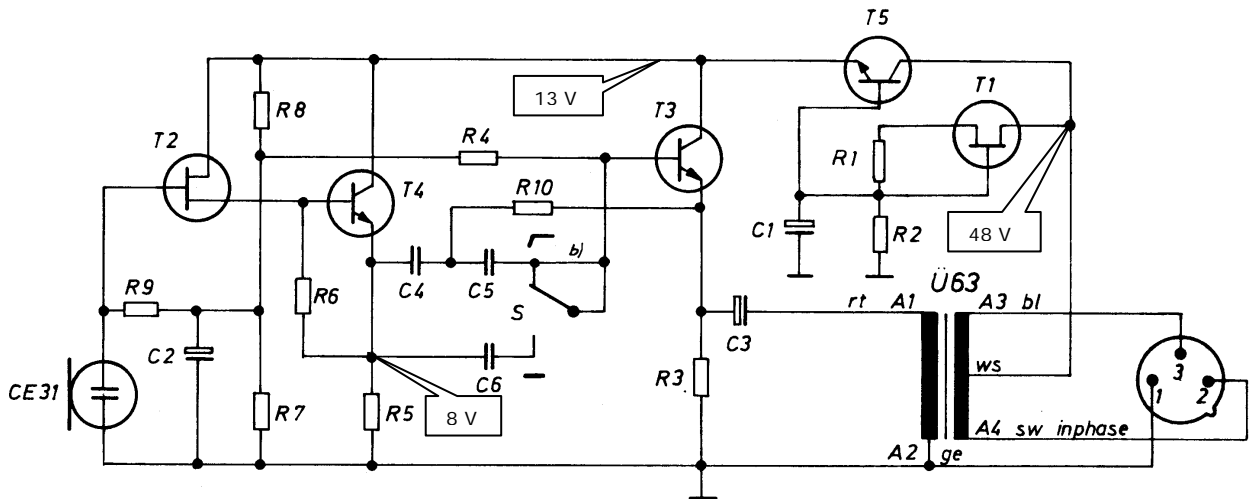 T5
13 V
T1
R8
T3
T2
R4
R1
T4
R10
C1
R2
48 V
b)
C4
C5
Ü63
R9
R6
S
rt
A1
A3 bl
C2
C3
3
ws
CE31
C6
R3
1
2
R7
R5
8 V
A4 sw inphase
A2
ge